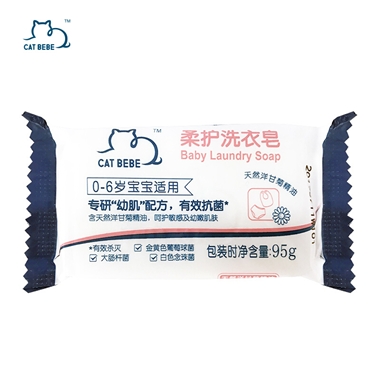 CAT BEBE™
CAT BEBE™
柔护洗衣皂
Baby Laundry Soap
0-6岁宝宝适用
天然洋甘菊精油
专研“幼肌”配方，有效抗菌*
含天然洋甘菊精油，呵护敏感及幼嫩肌肤
*有效杀灭
金黄色葡萄球菌
大肠杆菌
白色念珠菌
包装时净含量:95g